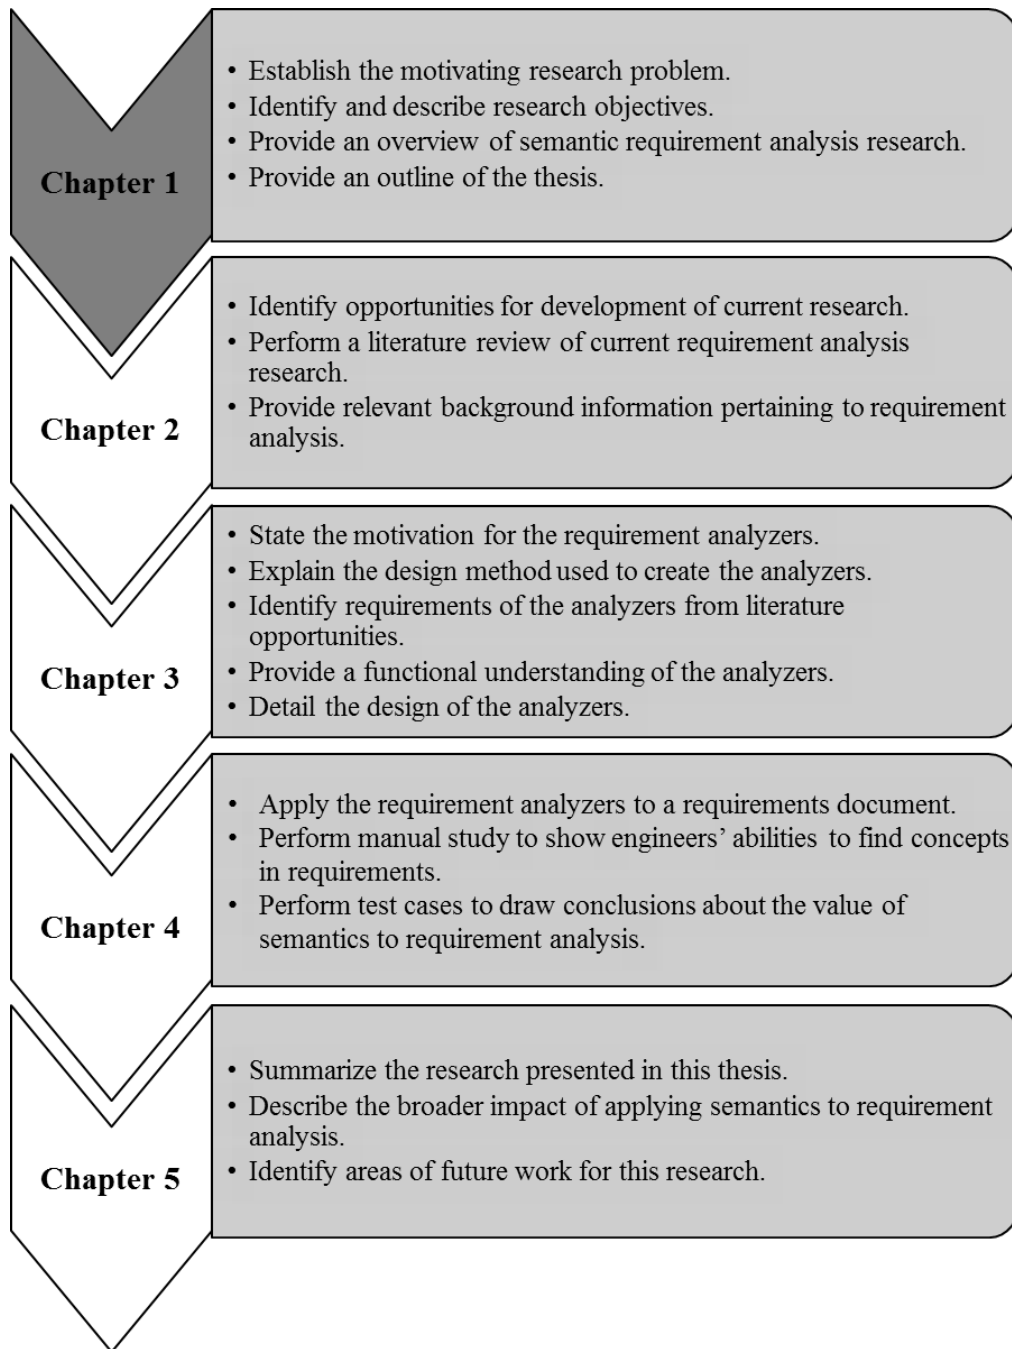 Chapter 1
• Establish the motivating research problem.
• Identify and describe research objectives.
• Provide an overview of semantic requirement analysis research.
• Provide an outline of the thesis.
Chapter 2
• Identify opportunities for development of current research.
• Perform a literature review of current requirement analysis
research.
• Provide relevant background information pertaining to requirement
analysis.
Chapter 3
• State the motivation for the requirement analyzers.
• Explain the design method used to create the analyzers.
• Identify requirements of the analyzers from literature
opportunities.
• Provide a functional understanding of the analyzers.
• Detail the design of the analyzers.
Chapter 4
• Apply the requirement analyzers to a requirements document.
• Perform manual study to show engineers’ abilities to find concepts
in requirements.
• Perform test cases to draw conclusions about the value of
semantics to requirement analysis.
Chapter 5
• Summarize the research presented in this thesis.
• Describe the broader impact of applying semantics to requirement
analysis.
• Identify areas of future work for this research.